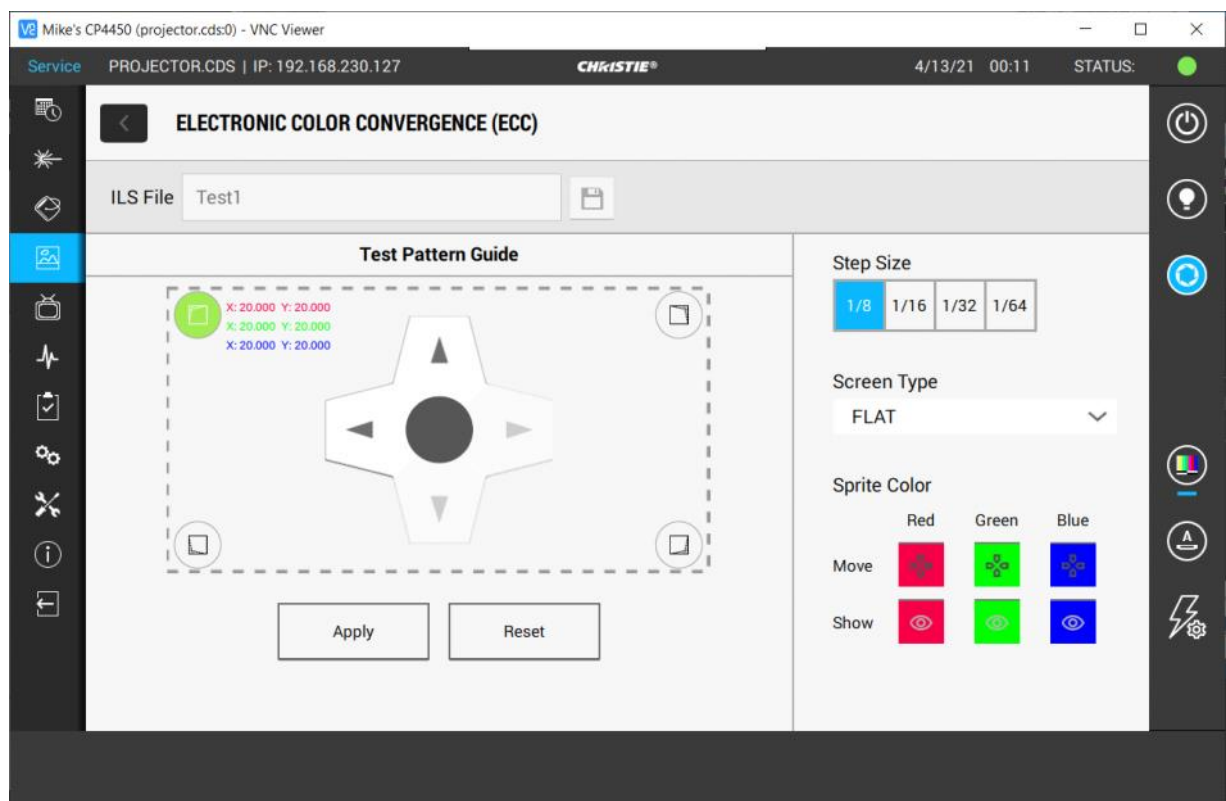 Mike's CP4450 (projector.cds:0) - VNC Viewer
Service PROJECTOR.CDS | IP: 192.168.230.127 CHRISTIE® 4/13/21 00:11 STATUS:
ELECTRONIC COLOR CONVERGENCE (ECC)
ILS File Test1
Test Pattern Guide
X: 20.000 Y: 20.000
X: 20.000 Y: 20.000
X: 20.000 Y: 20.000
Apply Reset
Step Size
1/8 1/16 1/32 1/64
Screen Type
FLAT
Sprite Color
Red Green Blue
Move
Show